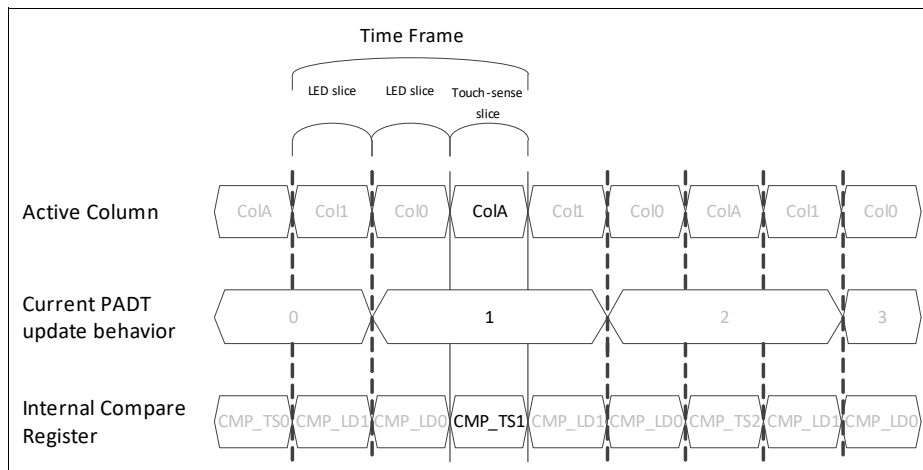 Time Frame
LED slice LED slice Touch-sense
slice
Active Column ColA Col1 Col0 ColA Col1 Col0 ColA Col1 Col0
Current PADT
update behavior 0 1 2 3
Internal Compare
Register CMP_TS0 CMP_LD1 CMP_LD0 CMP_TS1 CMP_LD1 CMP_LD0 CMP_TS2 CMP_LD1 CMP_LD0